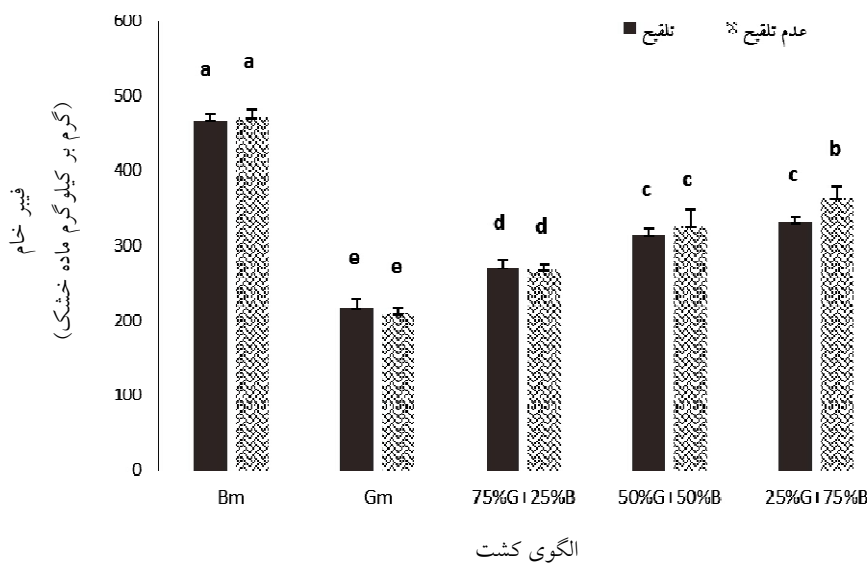 تلقیح
عدم تلقیح
فیبر خام
(گرم بر کیلوگرم ماده خشک)
600
500
400
300
200
100
0
a a
e e
d d
c c
c b
Bm Gm 75%G+25%B 50%G+50%B 25%G+75%B
الگوی کشت